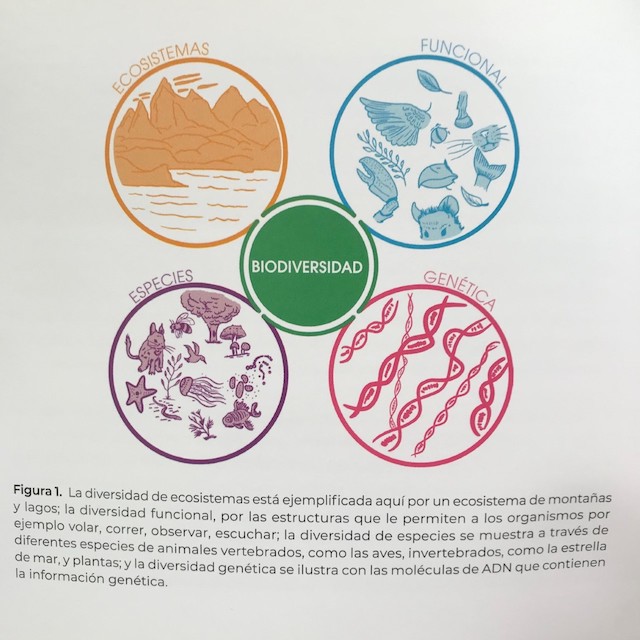 ECOSISTEMAS
FUNCIONAL
BIODIVERSIDAD
ESPECIES
GENÉTICA
Figura 1. La diversidad de ecosistemas está ejemplificada aquí por un ecosistema de montañas
y lagos; la diversidad funcional, por las estructuras que le permiten a los organismos por
ejemplo volar, correr, observar, escuchar; la diversidad de especies se muestra a través de
diferentes especies de animales vertebrados, como las aves, invertebrados, como la estrella
de mar, y plantas; y la diversidad genética se ilustra con las moléculas de ADN que contienen
la información genética.